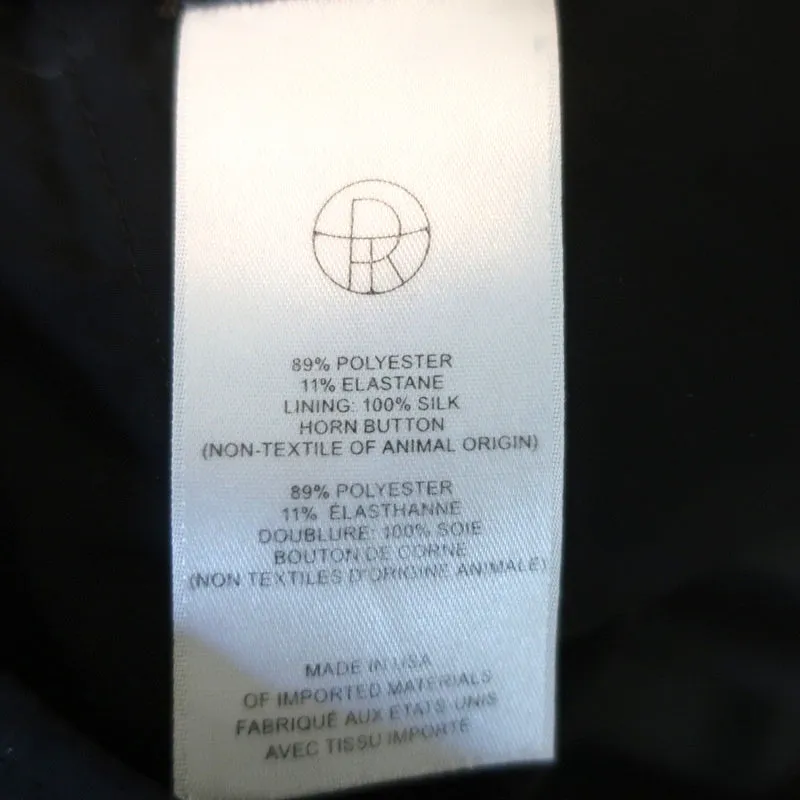 89% POLYESTER
11% ELASTANE
LINING: 100% SILK
HORN BUTTON
(NON-TEXTILE OF ANIMAL ORIGIN)
89% POLYESTER
11% ÉLASTHANNE
DOUBLURE: 100% SOIE
BOUTON DE CORNE
(NON TEXTILES D'ORIGINE ANIMALE)
MADE IN USA
OF IMPORTED MATERIALS
FABRIQUÉ AUX ETATS-UNIS
AVEC TISSU IMPORTÉ